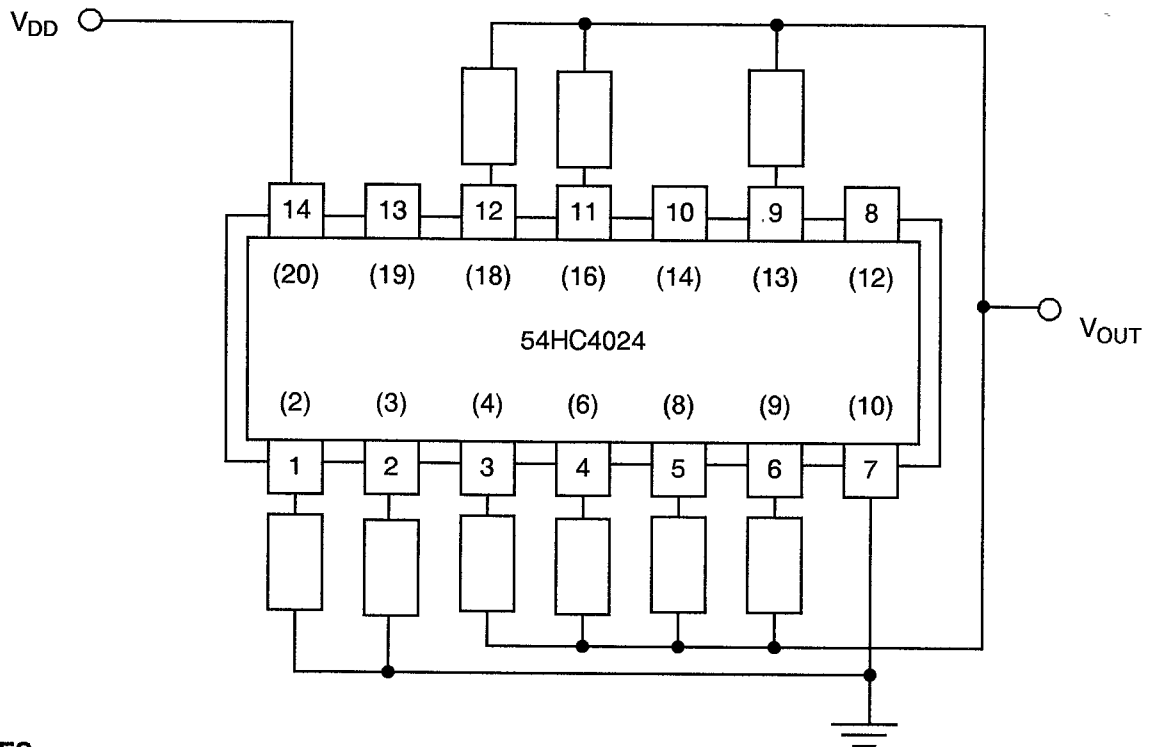 VDD
14 13 12 11 10 .9 8
(20) (19) (18) (16) (14) (13) (12)
54HC4024
VOUT
(2) (3) (4) (6) (8) (9) (10)
1 2 3 4 5 6 7